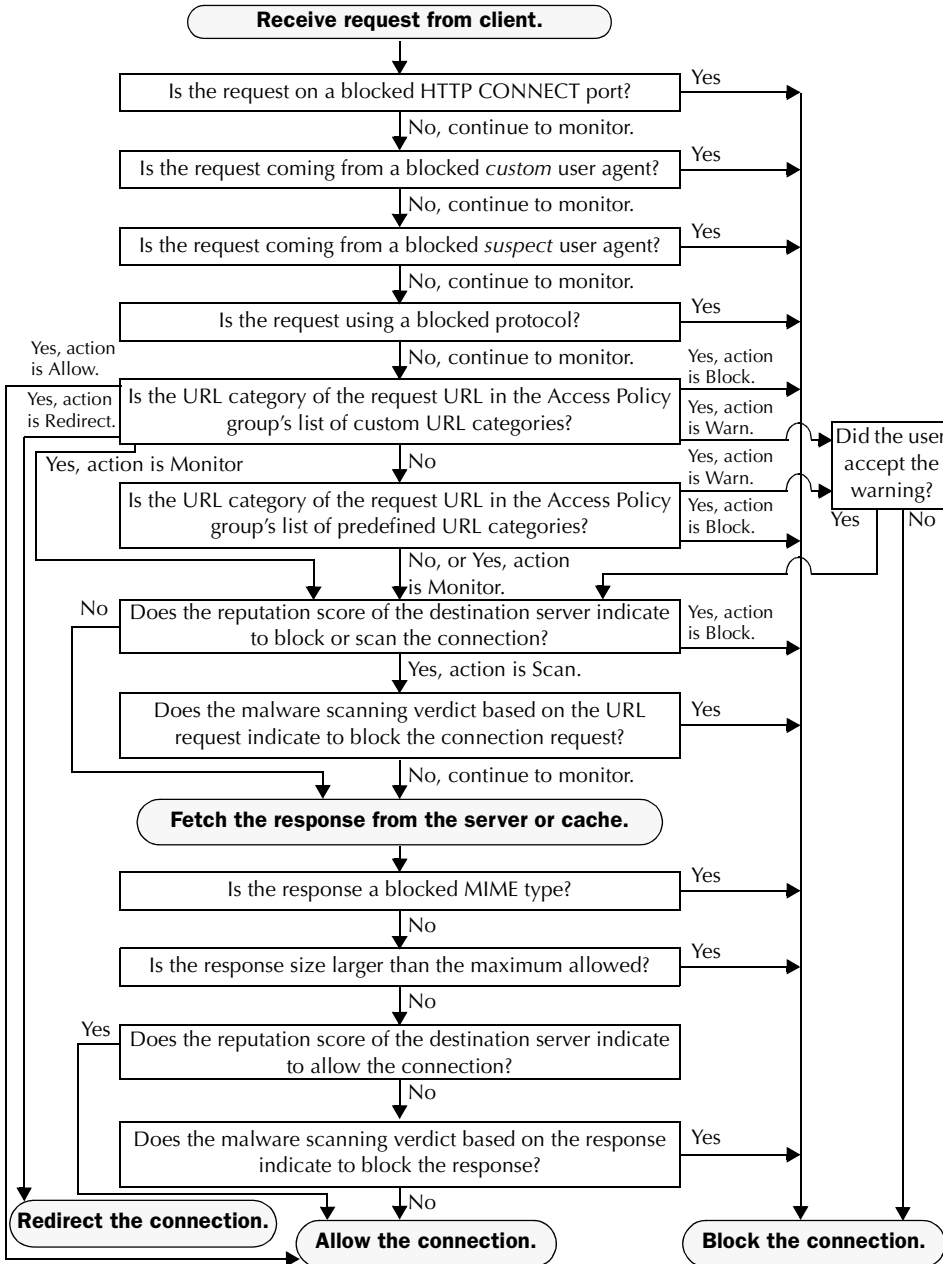 Receive request from client.
Is the request on a blocked HTTP CONNECT port?
Yes
No, continue to monitor.
Is the request coming from a blocked custom user agent?
Yes
No, continue to monitor.
Is the request coming from a blocked suspect user agent?
Yes
No, continue to monitor.
Is the request using a blocked protocol?
Yes
No, continue to monitor.
Yes, action
is Allow.
Yes, action
is Redirect.
Is the URL category of the request URL in the Access Policy
group's list of custom URL categories?
Yes, action
is Block.
Yes, action
is Warn.
Yes, action is Monitor
No
Did the user
accept the
warning?
Yes
No
Is the URL category of the request URL in the Access Policy
group's list of predefined URL categories?
Yes, action
is Warn.
Yes, action
is Block.
No, or Yes, action
is Monitor.
No
Does the reputation score of the destination server indicate
to block or scan the connection?
Yes, action
is Block.
Yes, action is Scan.
Does the malware scanning verdict based on the URL
request indicate to block the connection request?
Yes
No, continue to monitor.
Fetch the response from the server or cache.
Is the response a blocked MIME type?
Yes
No
Is the response size larger than the maximum allowed?
Yes
No
Yes
Does the reputation score of the destination server indicate
to allow the connection?
No
Does the malware scanning verdict based on the response
indicate to block the response?
Yes
No
Redirect the connection.
Allow the connection.
Block the connection.